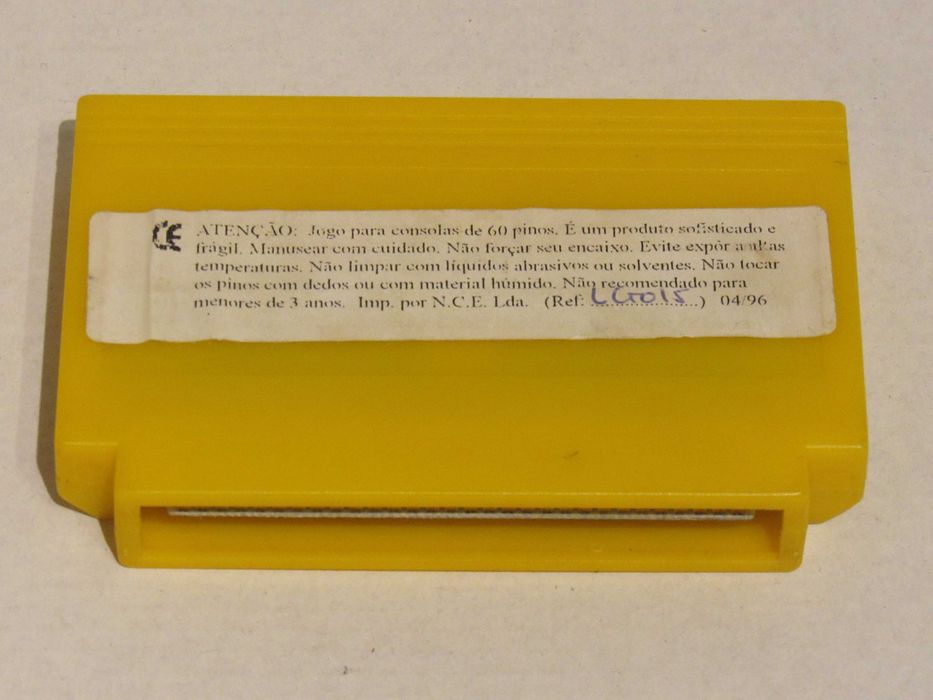 CE ATENÇÃO: Jogo para consolas de 60 pinos. É um produto sofisticado e
frágil. Manusear com cuidado. Não forçar seu encaixo. Evite expôr a altas
temperaturas. Não limpar com líquidos abrasivos ou solventes. Não tocar
os pinos com dedos ou com material húmido. Não recomendado para
menores de 3 anos. Imp. por N.C.E. Lda. (Ref: LG015) 04/96